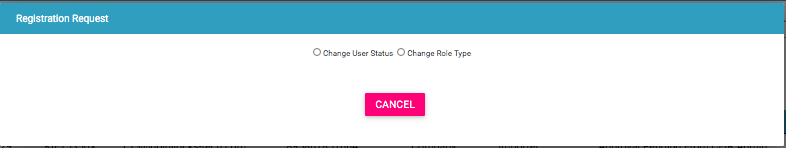 Registration Request
Change User Status Change Role Type
CANCEL